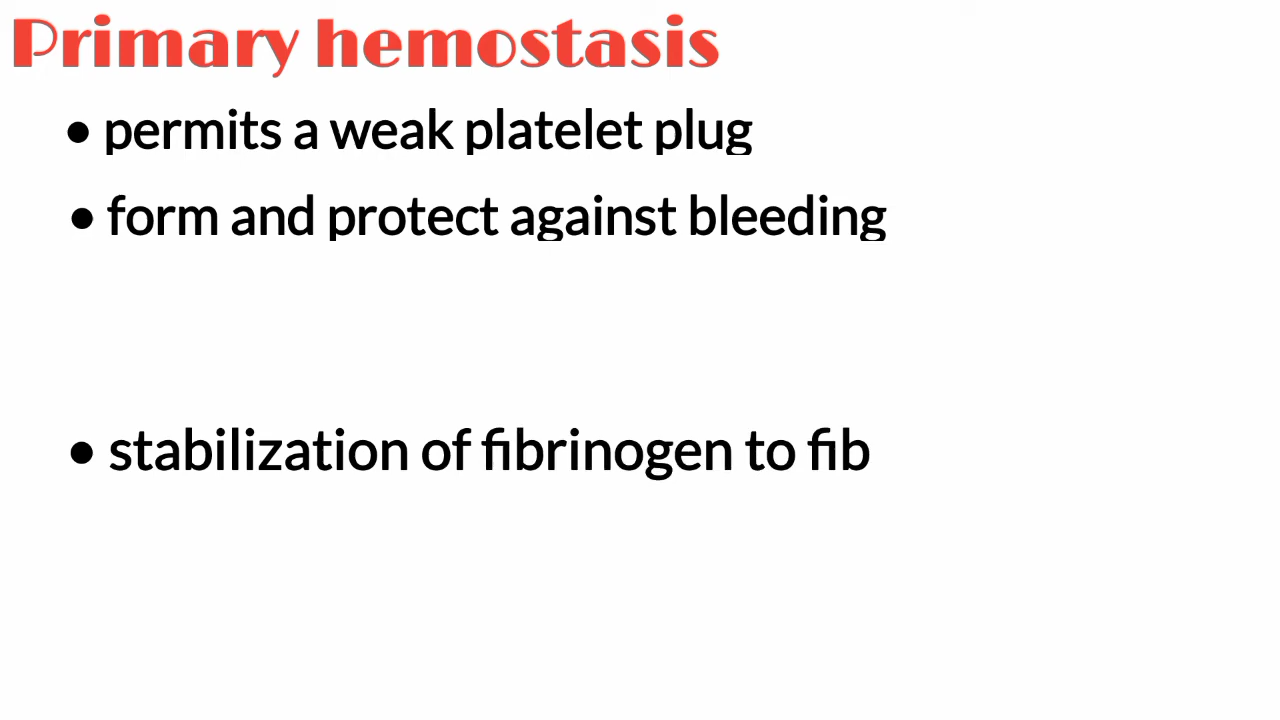 Primary hemostasis
• permits a weak platelet plug
• form and protect against bleeding
• stabilization of fibrinogen to fib